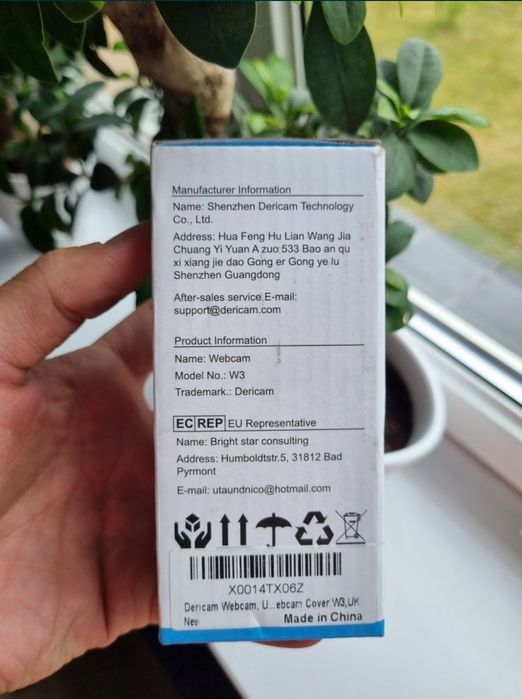 Manufacturer Information
Name: Shenzhen Dericam Technology
Co., Ltd.
Address: Hua Feng Hu Lian Wang Jia
Chuang Yi Yuan A zuo 533 Bao an qu
xi xiang jie dao Gong er Gong ye lu
Shenzhen Guangdong
After-sales service E-mail:
support@dericam.com
Product Information
Name: Webcam
Model No.: W3
Trademark.: Dericam
EC REP EU Representative
Name: Bright star consulting
Address: Humboldtstr.5, 31812 Bad
Pyrmont
E-mail: utaundnico@hotmail.com
X0014TX06Z
Dericam Webcam, U...ebcam Cover W3,UK
New
Made in China